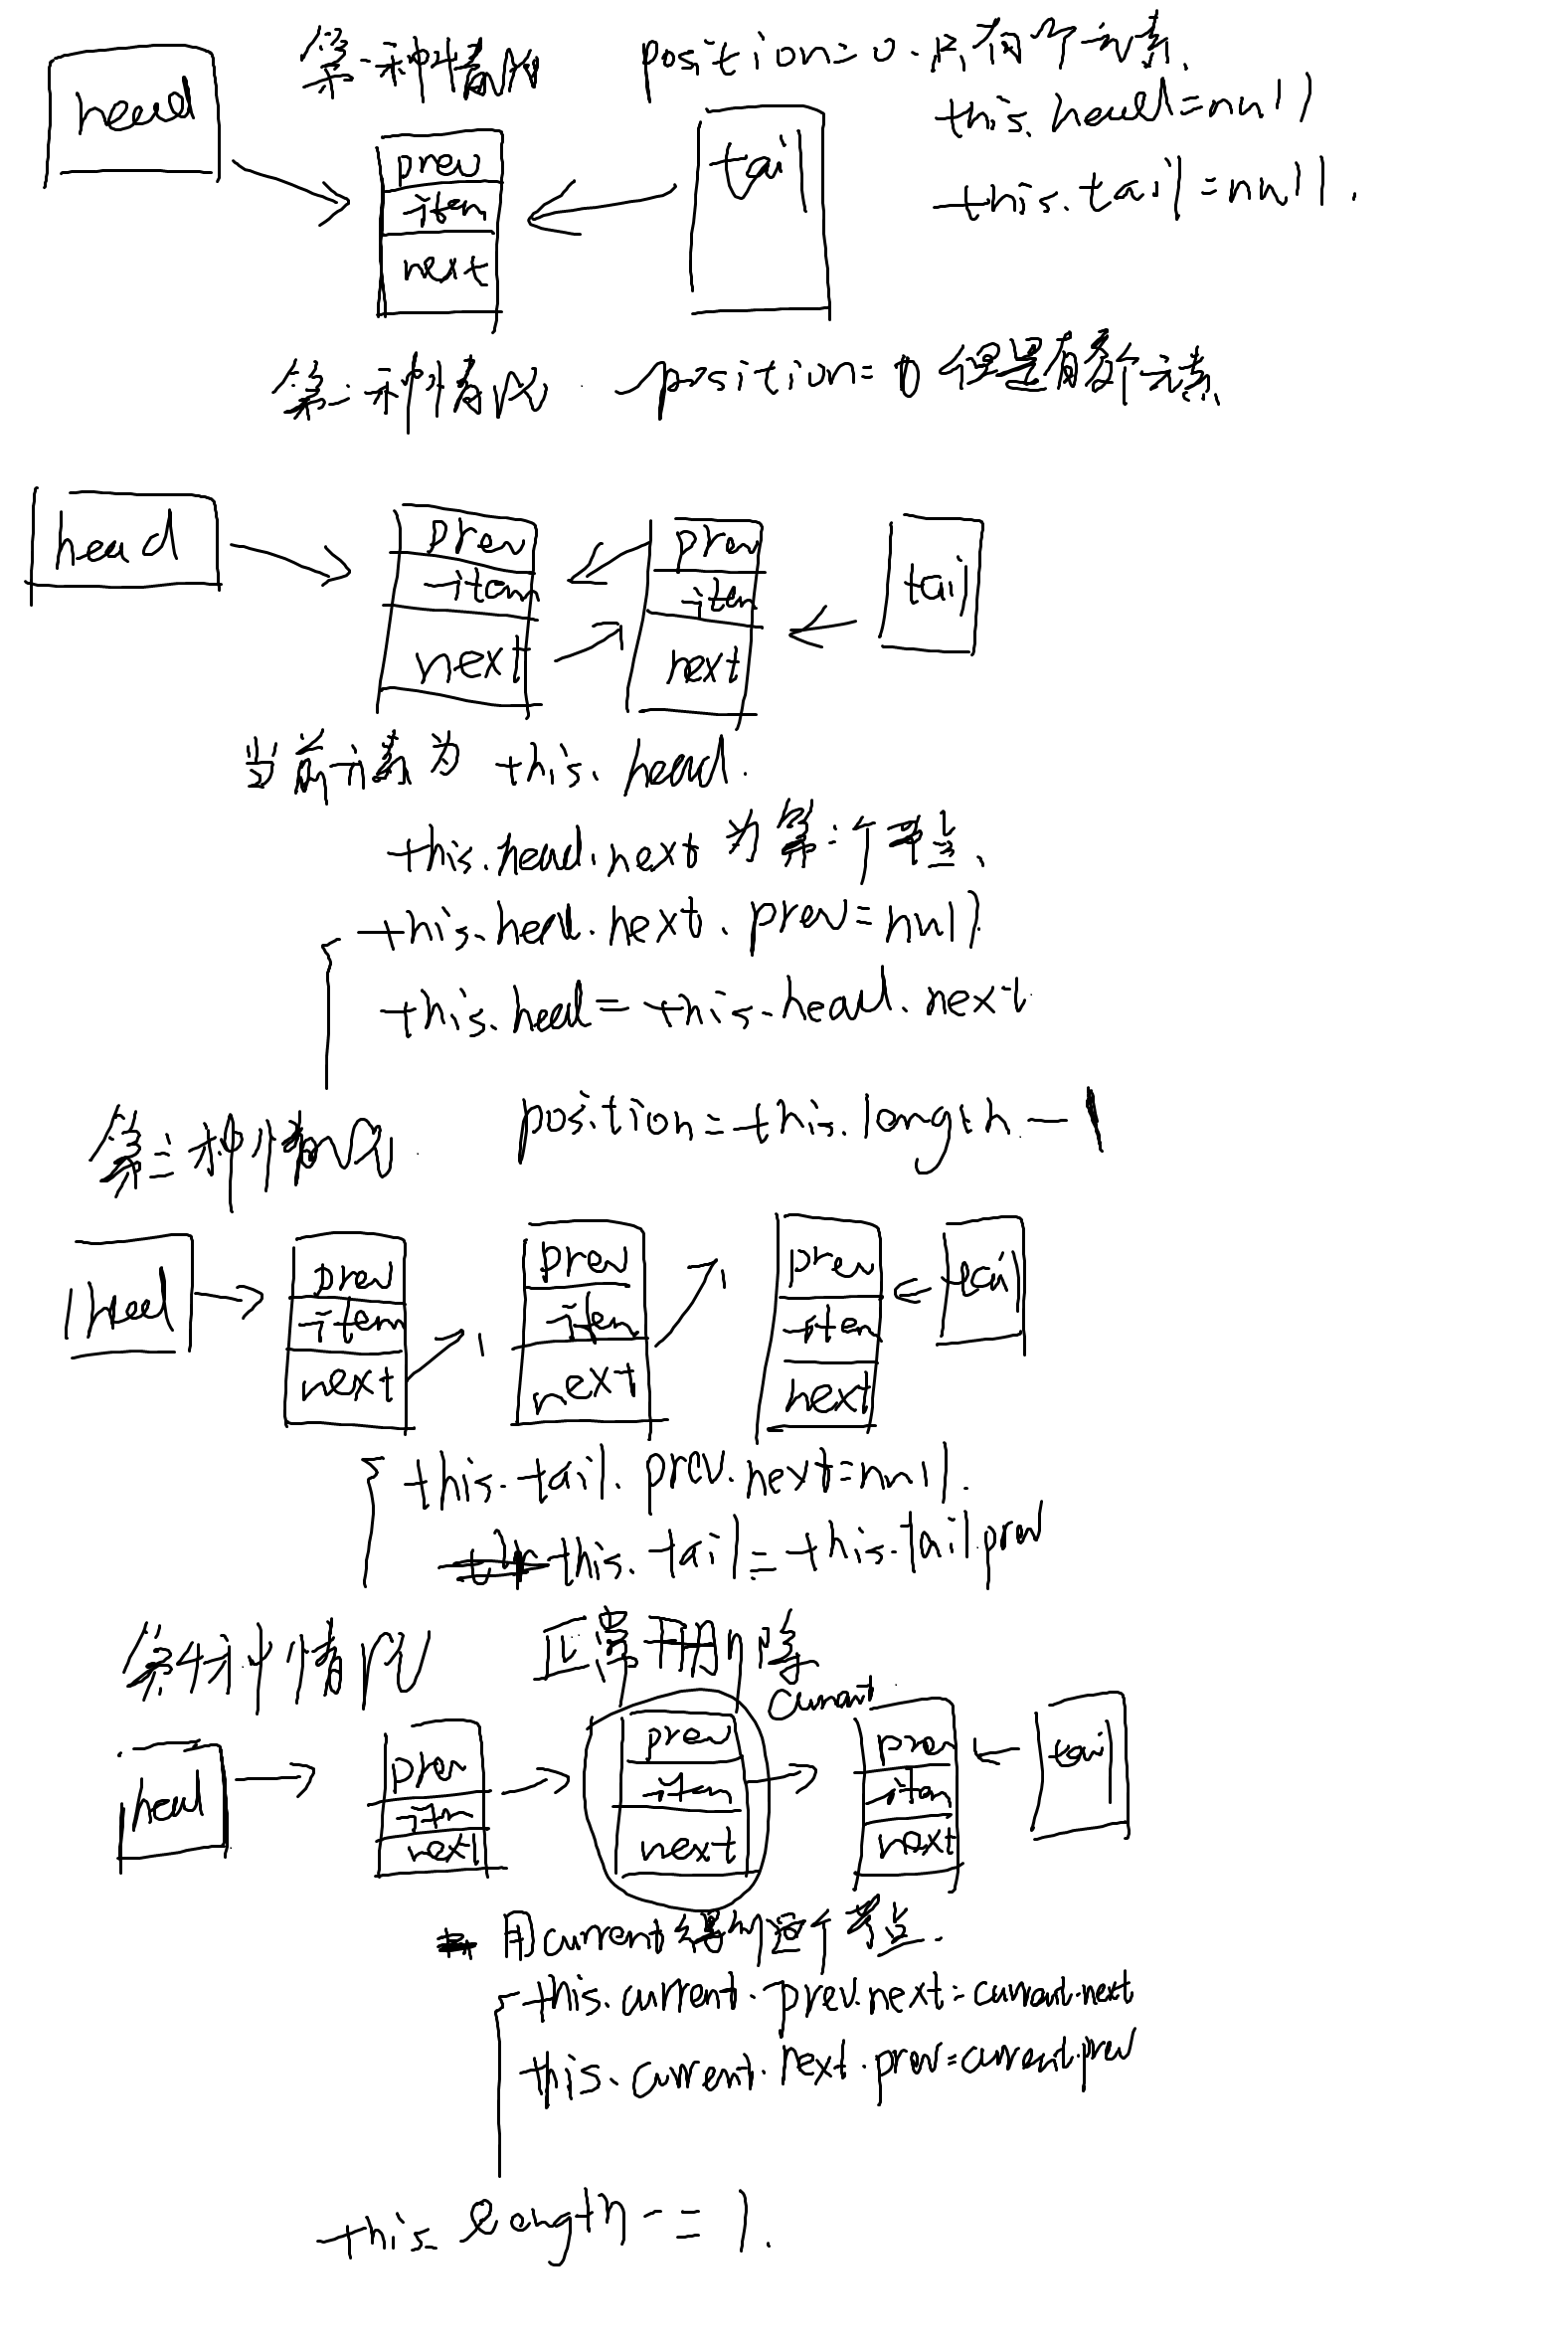 第一种情况 position=0.只有一个元素.
head
this.head=null
tail
prev
this.tail=null.
item
next
第二种情况. position=0 但是有多个元素.
head
prev prev
tail
item item
next next
当前元素为 this.head.
this.head.next 为第二个节点.
this.head.next.prev=null
this.head=this.head.next
第三种情况. position=this.length-1
head
prev prev prev tail
item item item
next next next
this.tail.prev.next=null.
this.tail=this.tail.prev
第4种情况 正常删除
current
prev prev prev tail
head
item item item
next next next
用current得到这个节点.
this.current.prev.next=current.next
this.current.next.prev=current.prev
this.length-=1.